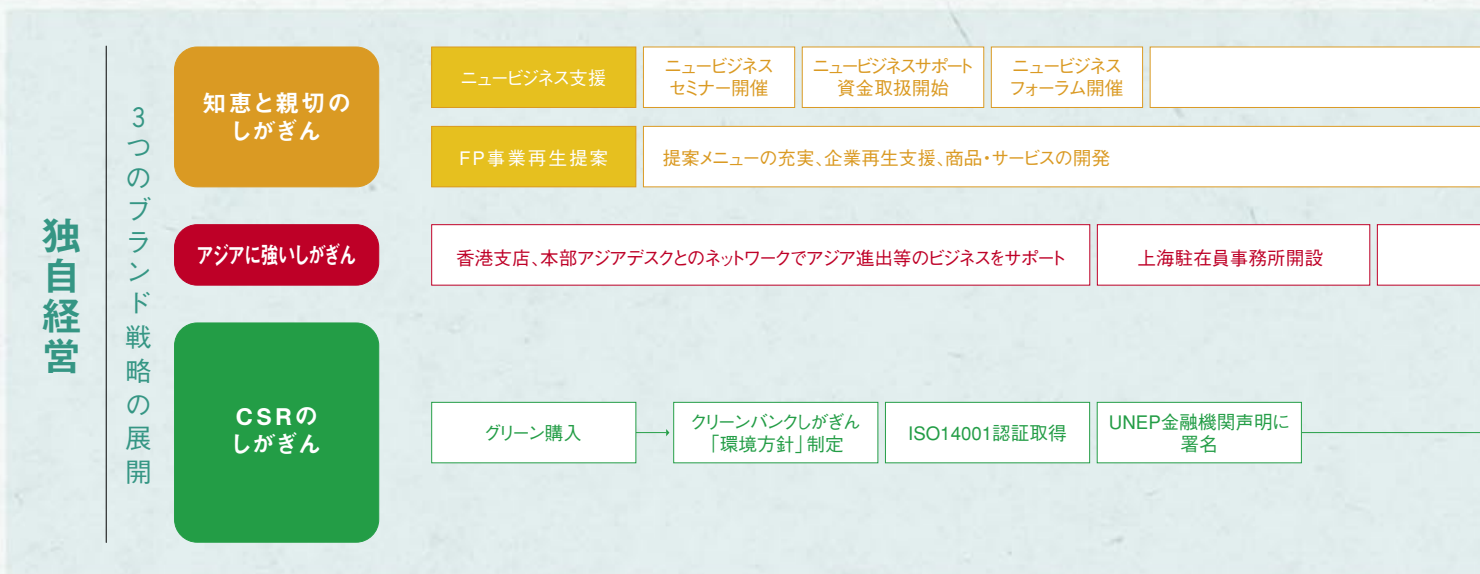 独自経営
3つのブランド戦略の展開
知恵と親切の
しがぎん
ニュービジネス支援
ニュービジネス
セミナー開催
ニュービジネスサポート
資金取扱開始
ニュービジネス
フォーラム開催
FP事業再生提案
提案メニューの充実、企業再生支援、商品・サービスの開発
アジアに強いしがぎん
香港支店、本部アジアデスクとのネットワークでアジア進出等のビジネスをサポート
上海駐在員事務所開設
CSRの
しがぎん
グリーン購入
クリーンバンクしがぎん
「環境方針」制定
ISO14001認証取得
UNEP金融機関声明に
署名